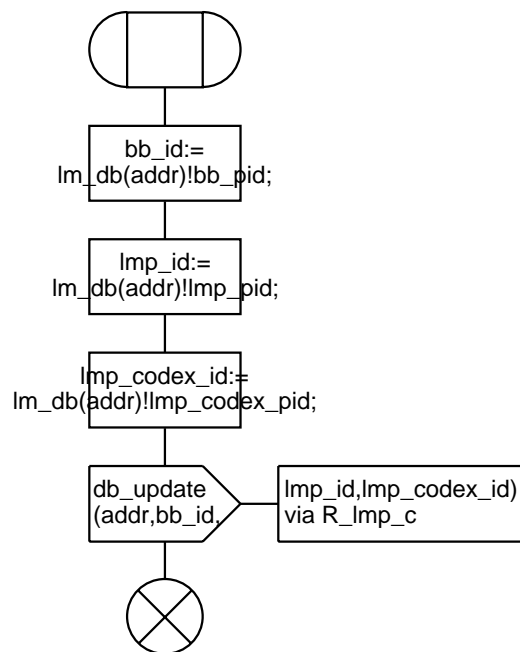 bb_id:=
lm_db(addr)!bb_pid;
lmp_id:=
lm_db(addr)!lmp_pid;
lmp_codex_id:=
lm_db(addr)!lmp_codex_pid;
db_update
(addr,bb_id,
lmp_id,lmp_codex_id)
via R_lmp_c